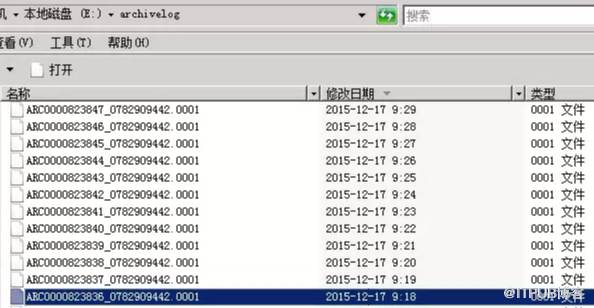 机 ▸ 本地磁盘 (E:) ▸ archivelog 搜索
查看(V) 工具(T) 帮助(H)
打开
名称 修改日期 类型
ARC0000823847_0782909442.0001 2015-12-17 9:29 0001 文件
ARC0000823846_0782909442.0001 2015-12-17 9:28 0001 文件
ARC0000823845_0782909442.0001 2015-12-17 9:27 0001 文件
ARC0000823844_0782909442.0001 2015-12-17 9:26 0001 文件
ARC0000823843_0782909442.0001 2015-12-17 9:25 0001 文件
ARC0000823842_0782909442.0001 2015-12-17 9:24 0001 文件
ARC0000823841_0782909442.0001 2015-12-17 9:23 0001 文件
ARC0000823840_0782909442.0001 2015-12-17 9:22 0001 文件
ARC0000823839_0782909442.0001 2015-12-17 9:21 0001 文件
ARC0000823838_0782909442.0001 2015-12-17 9:20 0001 文件
ARC0000823837_0782909442.0001 2015-12-17 9:19 0001 文件
ARC0000823836_0782909442.0001 2015-12-17 9:18 0001 文件
@ITPUB博客